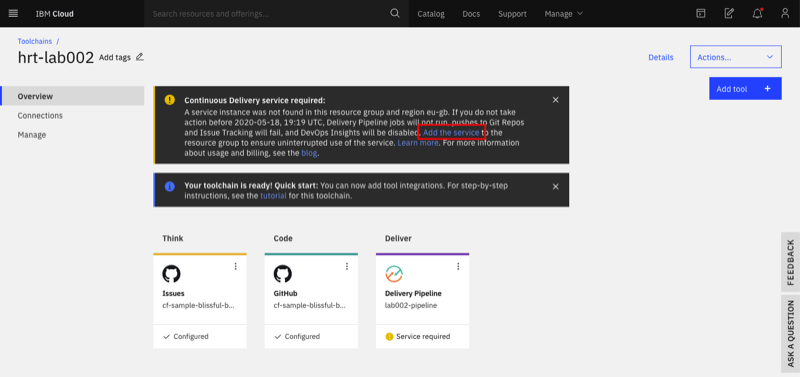 IBM Cloud
Search resources and offerings...
Catalog
Docs
Support
Manage
Toolchains /
hrt-lab002 Add tags
Details
Actions...
Add tool +
Overview
Connections
Manage
Continuous Delivery service required:
A service instance was not found in this resource group and region eu-gb. If you do not take
action before 2020-05-18, 19:19 UTC, Delivery Pipeline jobs will not run, pushes to Git Repos
and Issue Tracking will fail, and DevOps Insights will be disabled. Add the service to the
resource group to ensure uninterrupted use of the service. Learn more. For more information
about usage and billing, see the blog.
Your toolchain is ready! Quick start: You can now add tool integrations. For step-by-step
instructions, see the tutorial for this toolchain.
Think
Issues
cf-sample-blissful-b...
Configured
Code
GitHub
cf-sample-blissful-b...
Configured
Deliver
Delivery Pipeline
lab002-pipeline
Service required
FEEDBACK
ASK A QUESTION